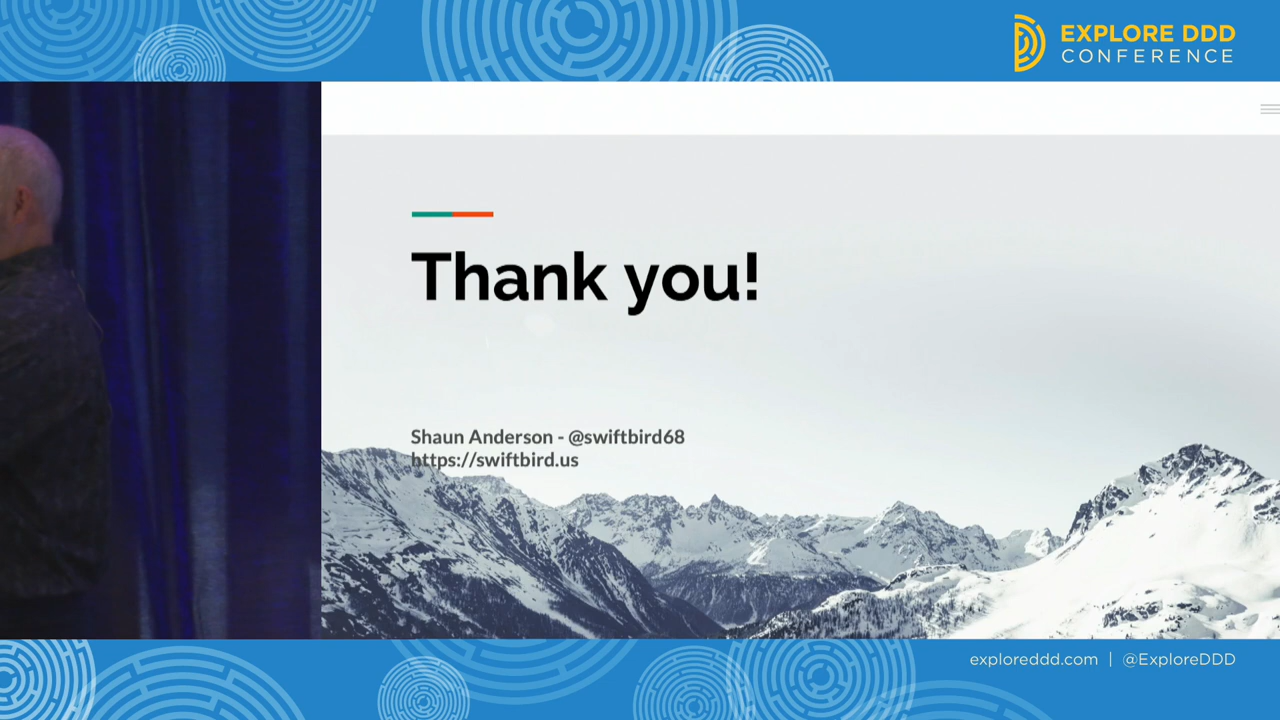 EXPLORE DDD
CONFERENCE
Thank you!
Shaun Anderson - @swiftbird68
https://swiftbird.us
exploreddd.com | @ExploreDDD